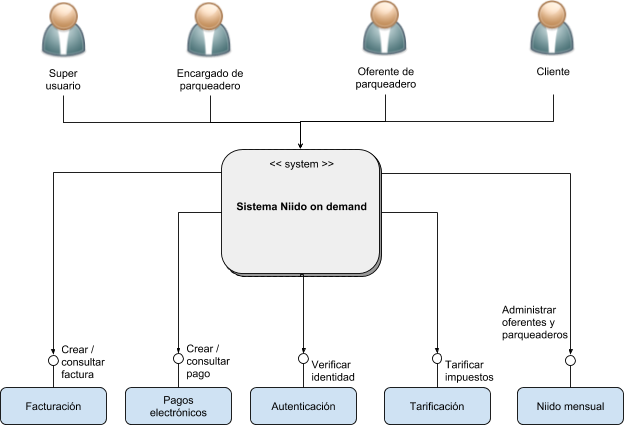 Super
usuario
Encargado de
parqueadero
Oferente de
parqueadero
Cliente
<< system >>
Sistema Niido on demand
Crear /
consultar
factura
Crear /
consultar
pago
Verificar
identidad
Tarificar
impuestos
Administrar
oferentes y
parqueaderos
Facturación
Pagos
electrónicos
Autenticación
Tarificación
Niido mensual